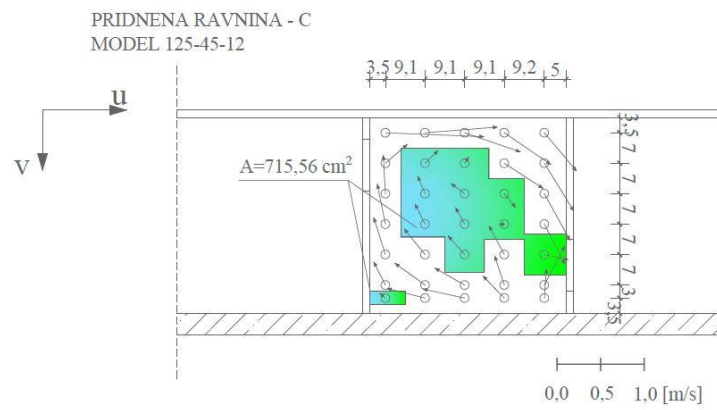 PRIDNENA RAVNINA - C
MODEL 125-45-12
3,5 9,1 9,1 9,1 9,2 5
u
v
A=715,56 cm²
3,5
7
7
7
7
7
3
3,5
0,0 0,5 1,0 [m/s]